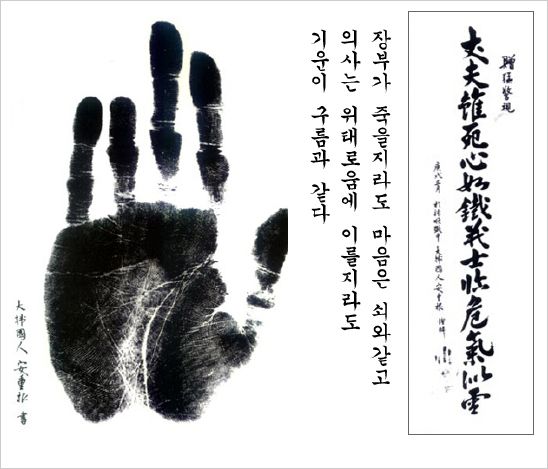 贈猛警視
丈夫雖死心如鐵義士臨危氣似雲
庚戌三月 於旅順獄中 大韓國人 安重根 謹拜
장부가 죽을지라도 마음은 쇠와같고
의사는 위태로움에 이를지라도
기운이 구름과 같다
大韓國人 安重根 書